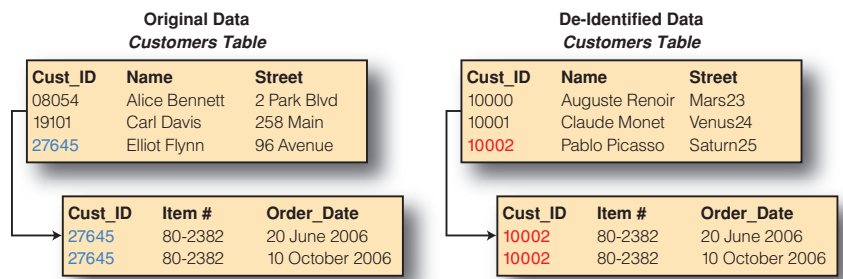 Original Data
Customers Table
Cust_ID Name Street
08054 Alice Bennett 2 Park Blvd
19101 Carl Davis 258 Main
27645 Elliot Flynn 96 Avenue
Cust_ID Item # Order_Date
27645 80-2382 20 June 2006
27645 80-2382 10 October 2006
De-Identified Data
Customers Table
Cust_ID Name Street
10000 Auguste Renoir Mars23
10001 Claude Monet Venus24
10002 Pablo Picasso Saturn25
Cust_ID Item # Order_Date
10002 80-2382 20 June 2006
10002 80-2382 10 October 2006